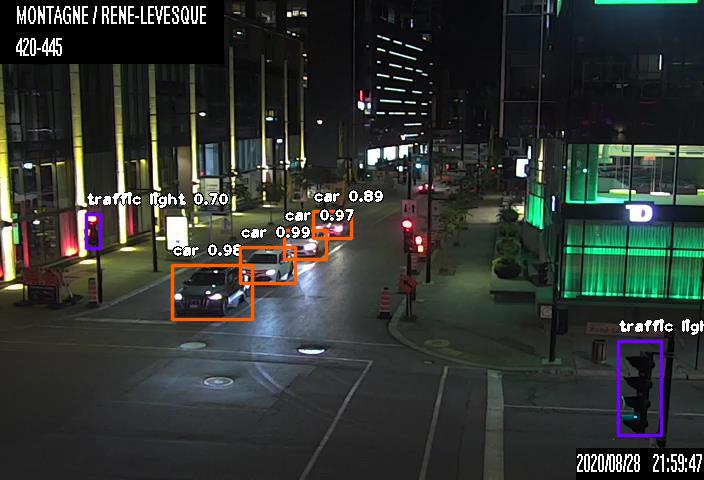 MONTAGNE / RENE-LEVESQUE
420-445
car 0.89
traffic light 0.70
car 0.97
car 0.99
car 0.98
TD
traffic ligh
2020/08/28 21:59:47